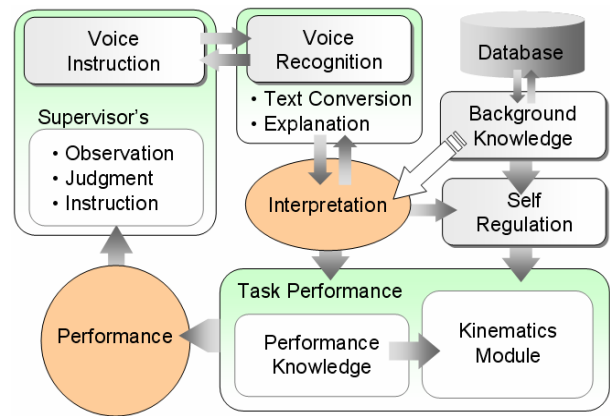 Voice
Instruction
Voice
Recognition
• Text Conversion
• Explanation
Database
Background
Knowledge
Supervisor's
• Observation
• Judgment
• Instruction
Interpretation
Self
Regulation
Task Performance
Performance
Performance
Knowledge
Kinematics
Module